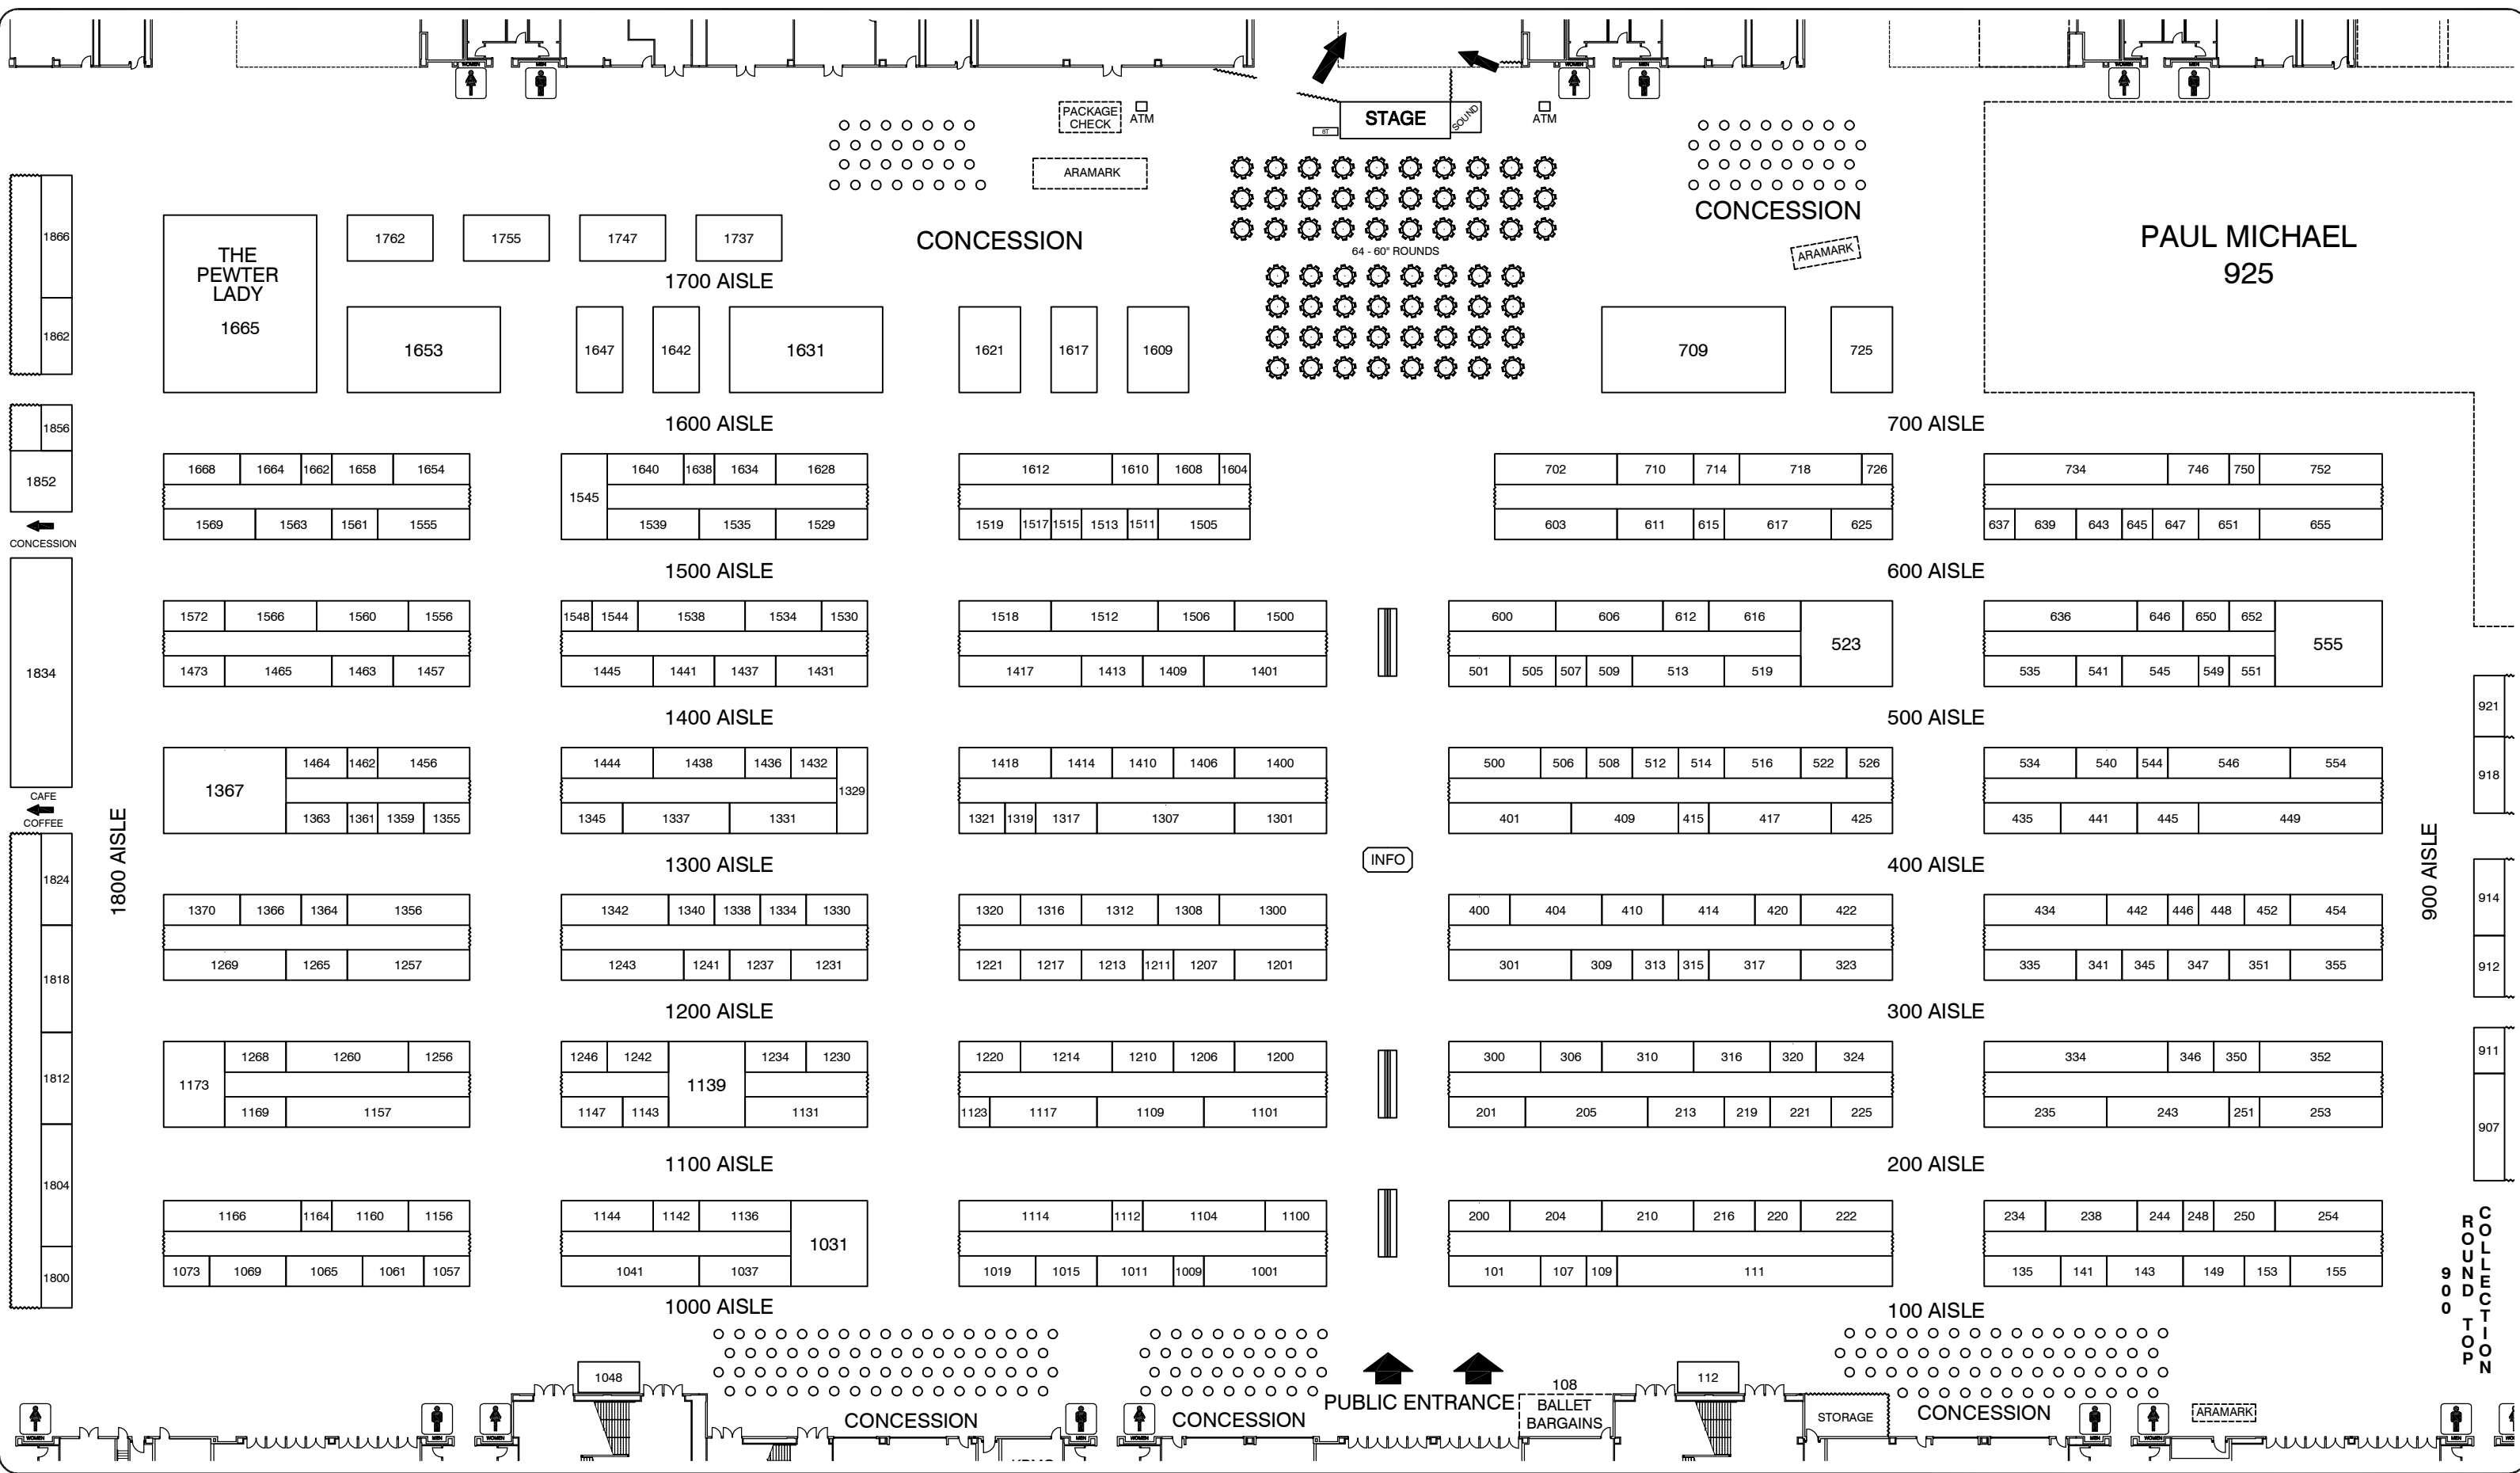 WOMEN MEN
WOMEN MEN
WOMEN MEN
PACKAGE
CHECK
ATM
STAGE
SOUND
6T
ATM
ARAMARK
CONCESSION
64 - 60" ROUNDS
CONCESSION
ARAMARK
PAUL MICHAEL
925
1866
1862
THE
PEWTER
LADY
1665
1762 1755 1747 1737
1700 AISLE
1653 1647 1642 1631 1621 1617 1609 709 725
1600 AISLE 700 AISLE
1856
1852
CONCESSION
1668 1664 1662 1658 1654 1640 1638 1634 1628 1612 1610 1608 1604 702 710 714 718 726 734 746 750 752
1545
1569 1563 1561 1555 1539 1535 1529 1519 1517 1515 1513 1511 1505 603 611 615 617 625 637 639 643 645 647 651 655
1500 AISLE 600 AISLE
1834
1572 1566 1560 1556 1548 1544 1538 1534 1530 1518 1512 1506 1500 600 606 612 616 636 646 650 652
523 555
1473 1465 1463 1457 1445 1441 1437 1431 1417 1413 1409 1401 501 505 507 509 513 519 535 541 545 549 551
1400 AISLE 500 AISLE
921
918
1464 1462 1456 1444 1438 1436 1432 1418 1414 1410 1406 1400 500 506 508 512 514 516 522 526 534 540 544 546 554
1367 1329
1363 1361 1359 1355 1345 1337 1331 1321 1319 1317 1307 1301 401 409 415 417 425 435 441 445 449
CAFE
COFFEE
1800 AISLE
1300 AISLE INFO 400 AISLE
900 AISLE
1824
1818
1812
1804
1800
1370 1366 1364 1356 1342 1340 1338 1334 1330 1320 1316 1312 1308 1300 400 404 410 414 420 422 434 442 446 448 452 454
914
1269 1265 1257 1243 1241 1237 1231 1221 1217 1213 1211 1207 1201 301 309 313 315 317 323 335 341 345 347 351 355
912
1200 AISLE 300 AISLE
1268 1260 1256 1246 1242 1234 1230 1220 1214 1210 1206 1200 300 306 310 316 320 324 334 346 350 352
911
1173 1139
1169 1157 1147 1143 1131 1123 1117 1109 1101 201 205 213 219 221 225 235 243 251 253
907
1100 AISLE 200 AISLE
1166 1164 1160 1156 1144 1142 1136 1114 1112 1104 1100 200 204 210 216 220 222 234 238 244 248 250 254
1031
1073 1069 1065 1061 1057 1041 1037 1019 1015 1011 1009 1001 101 107 109 111 135 141 143 149 153 155
1000 AISLE 100 AISLE
900
ROUND TOP
COLLECTION
1048
112
PUBLIC ENTRANCE
108
BALLET
BARGAINS
STORAGE
CONCESSION CONCESSION CONCESSION
ARAMARK
WOMEN MEN WOMEN MEN WOMEN MEN WOMEN MEN